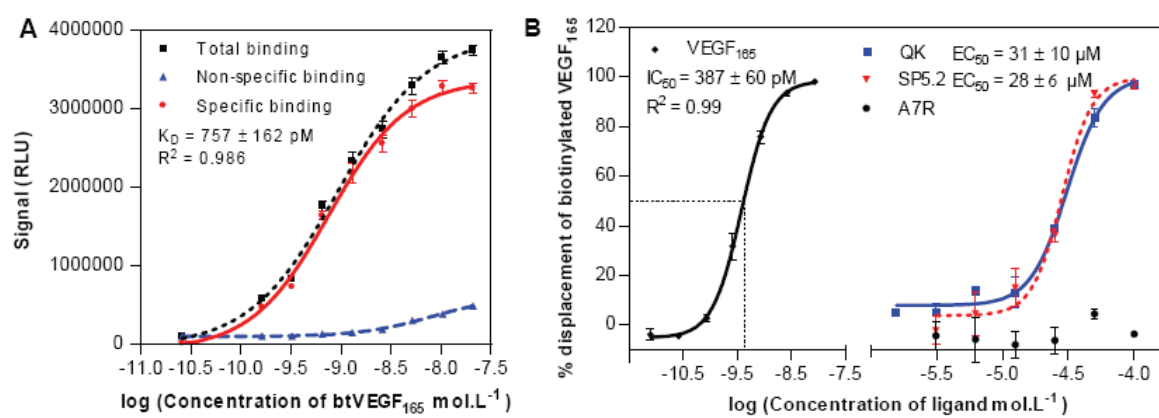 A
4000000
3000000
2000000
1000000
0
Signal (RLU)
Total binding
Non-specific binding
Specific binding
K_D = 757 ± 162 pM
R² = 0.986
-11.0 -10.5 -10.0 -9.5 -9.0 -8.5 -8.0 -7.5
log (Concentration of btVEGF₁₆₅ mol.L⁻¹)
B
120
100
80
60
40
20
0
% displacement of biotinylated VEGF₁₆₅
VEGF₁₆₅
IC₅₀ = 387 ± 60 pM
R² = 0.99
QK EC₅₀ = 31 ± 10 µM
SP5.2 EC₅₀ = 28 ± 6 µM
A7R
-10.5 -9.5 -8.5 -7.5 -5.5 -5.0 -4.5 -4.0
log (Concentration of ligand mol.L⁻¹)